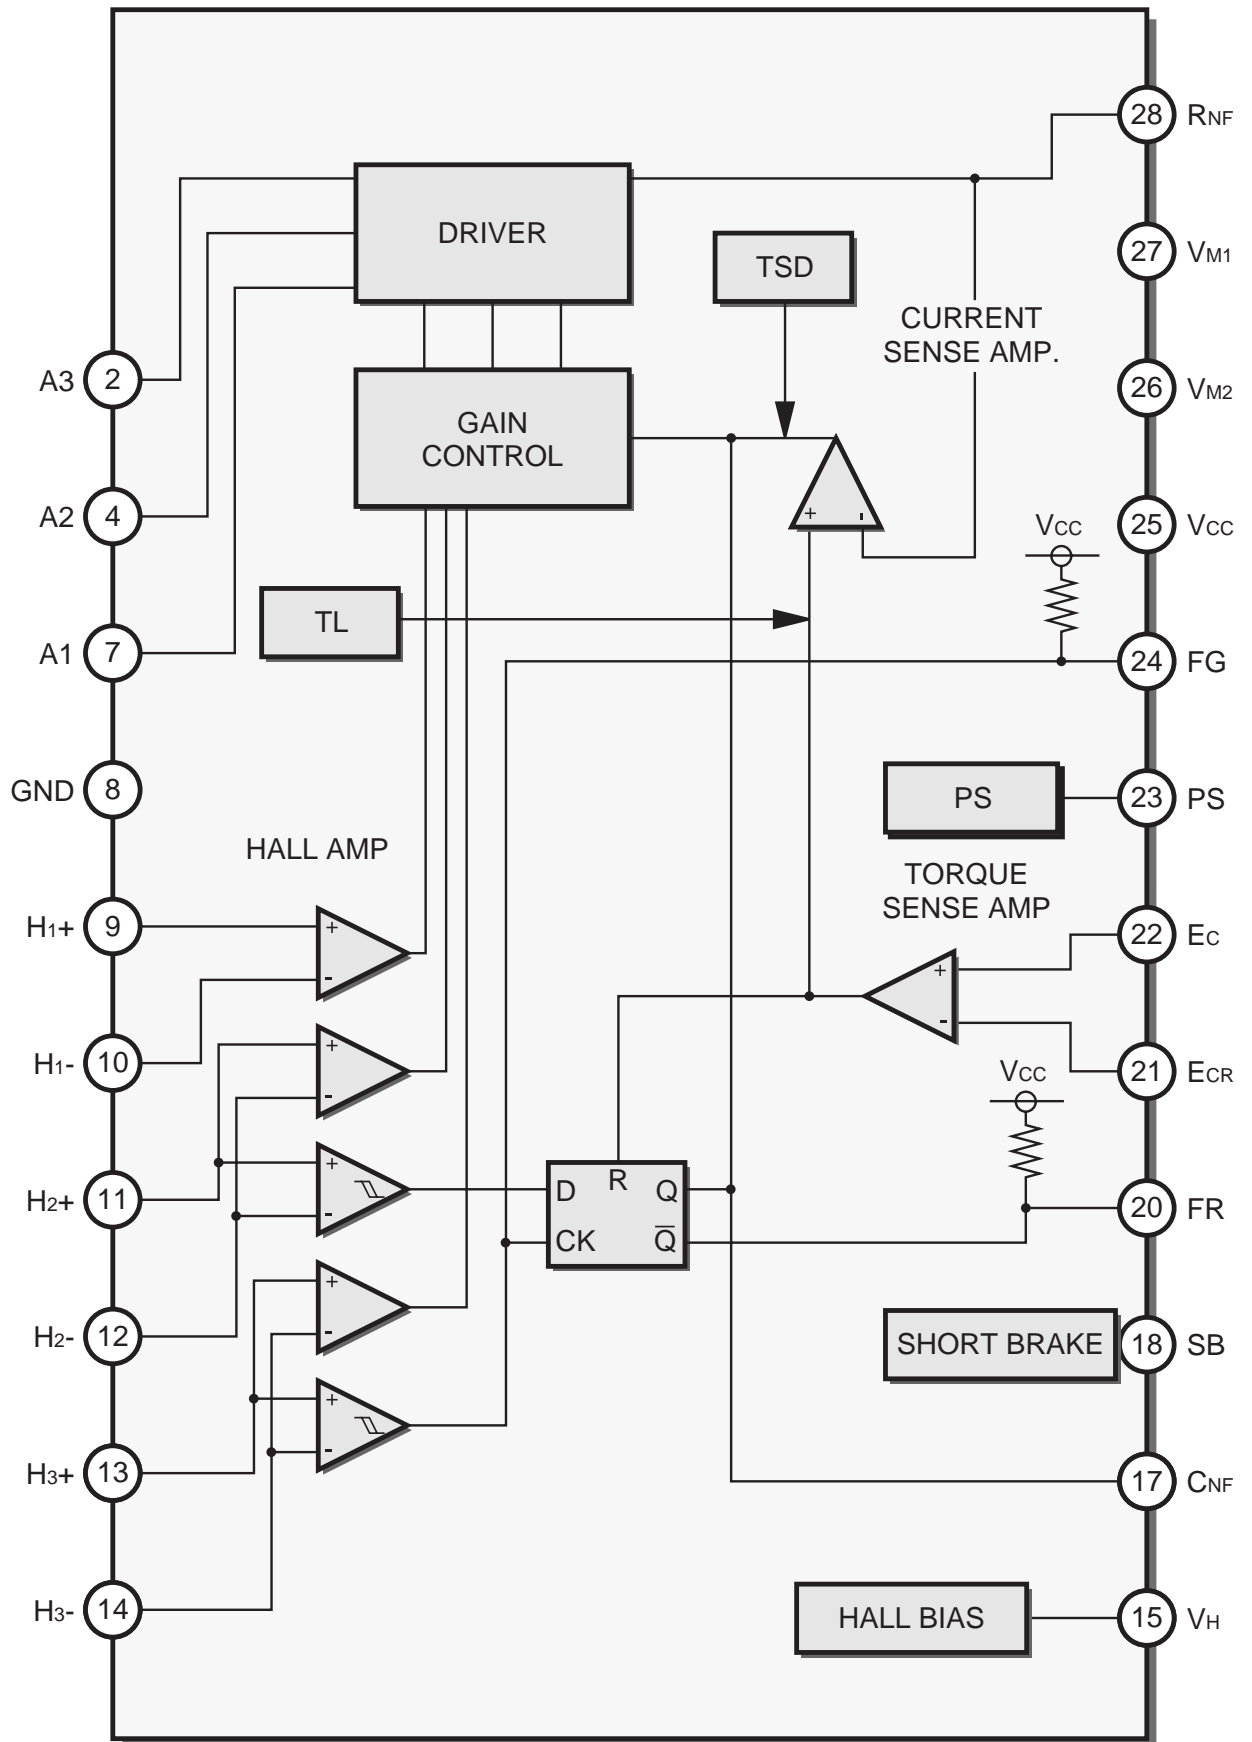 28 RNF
DRIVER
TSD
27 VM1
CURRENT
SENSE AMP.
A3 2
26 VM2
GAIN
CONTROL
A2 4
+ -
VCC
25 VCC
TL
A1 7
24 FG
GND 8
PS
23 PS
HALL AMP
TORQUE
SENSE AMP
H1+ 9
+
-
22 EC
+
-
H1- 10
+
-
VCC
21 ECR
H2+ 11
+
-
D R Q
CK Q̅
20 FR
H2- 12
+
-
SHORT BRAKE
18 SB
H3+ 13
+
-
17 CNF
H3- 14
HALL BIAS
15 VH